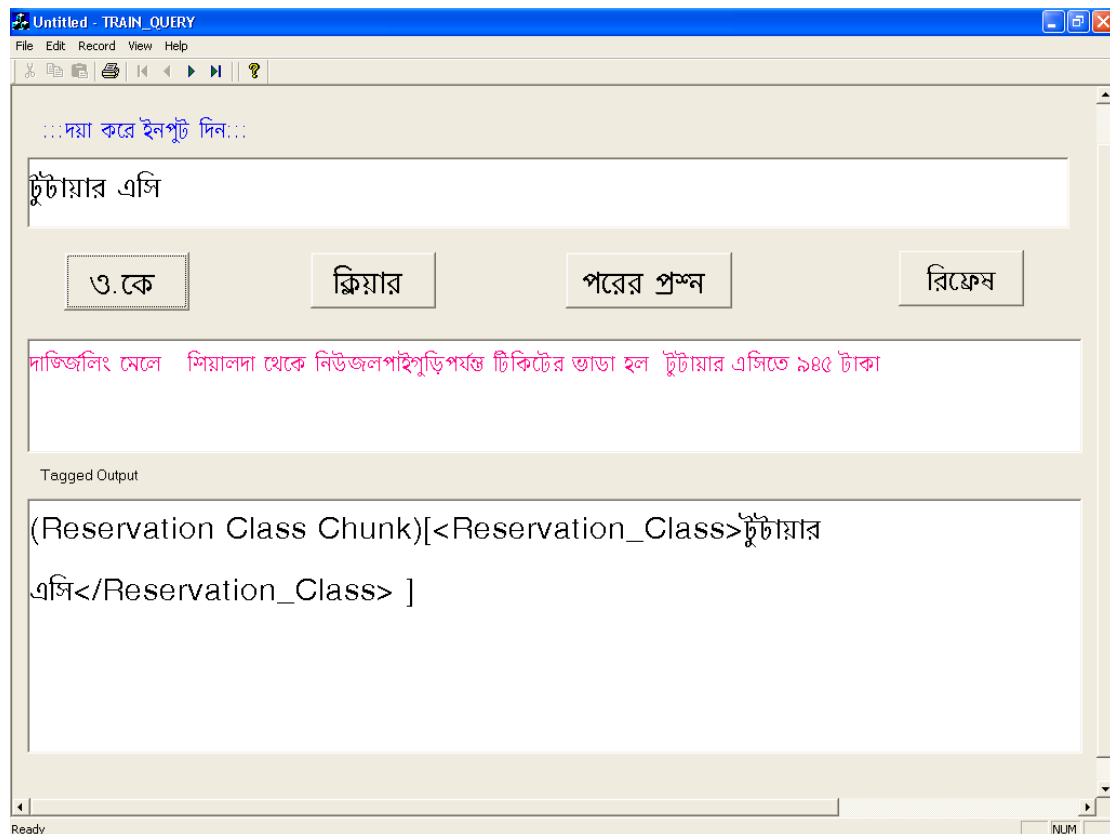 Untitled - TRAIN_QUERY
File Edit Record View Help
:::দয়া করে ইনপুট দিন:::
টুটায়ার এসি
ও.কে ক্লিয়ার পরের প্রশ্ন রিফ্রেষ
দার্জ্জিলিং মেলে শিয়ালদা থেকে নিউজলপাইগুড়িপর্যন্ত টিকিটের ভাডা হল টুটায়ার এসিতে ৯৪৫ টাকা
Tagged Output
(Reservation Class Chunk)[<Reservation_Class>টুটায়ার
এসি</Reservation_Class> ]
Ready NUM